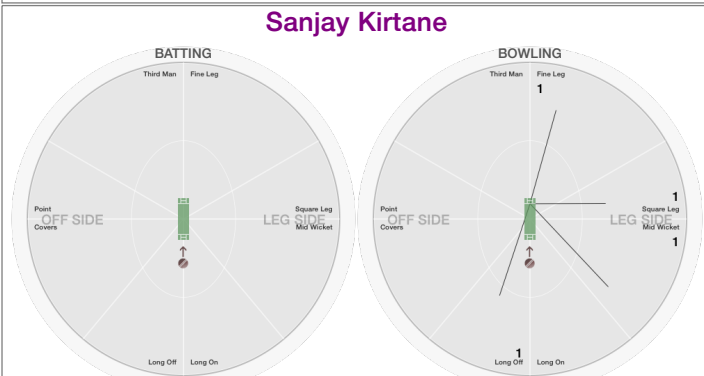 Sanjay Kirtane
BATTING
Third Man Fine Leg
Point Square Leg
OFF SIDE LEG SIDE
Covers Mid Wicket
Long Off Long On
BOWLING
Third Man Fine Leg
1
1
Point Square Leg
OFF SIDE LEG SIDE
Covers Mid Wicket
1
1
Long Off Long On